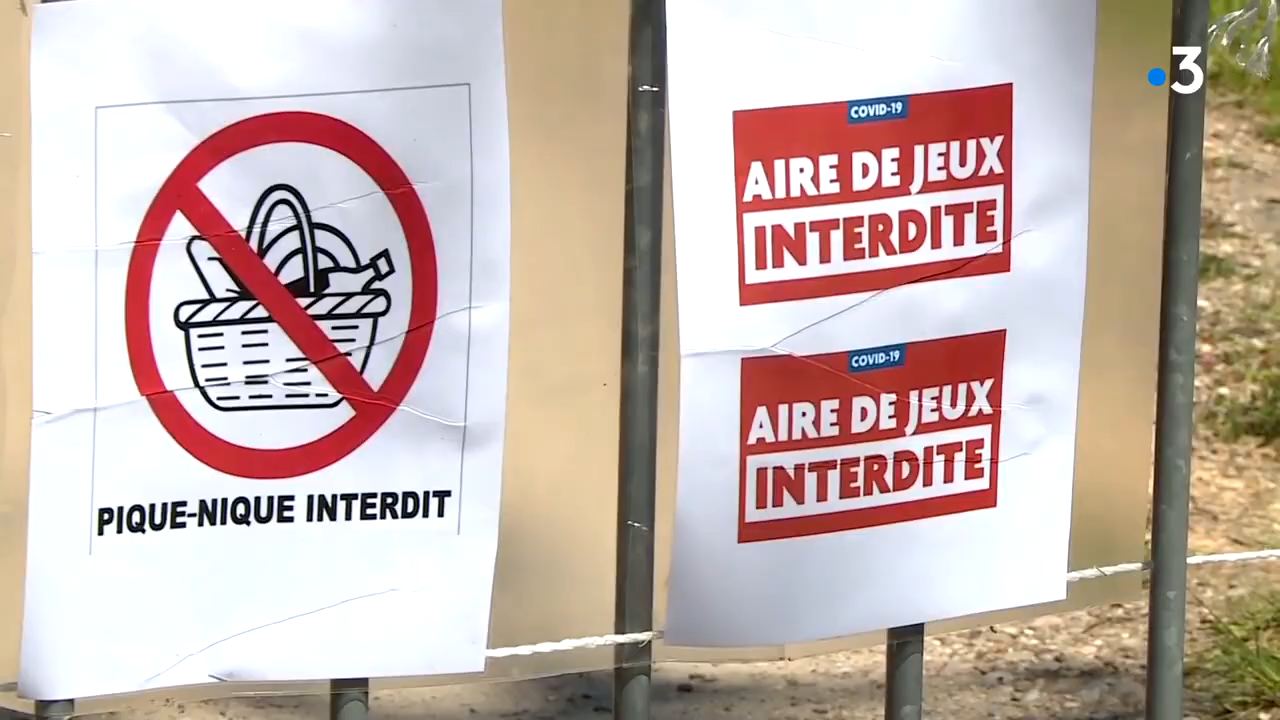 PIQUE-NIQUE INTERDIT
COVID-19
AIRE DE JEUX
INTERDITE
COVID-19
AIRE DE JEUX
INTERDITE
3